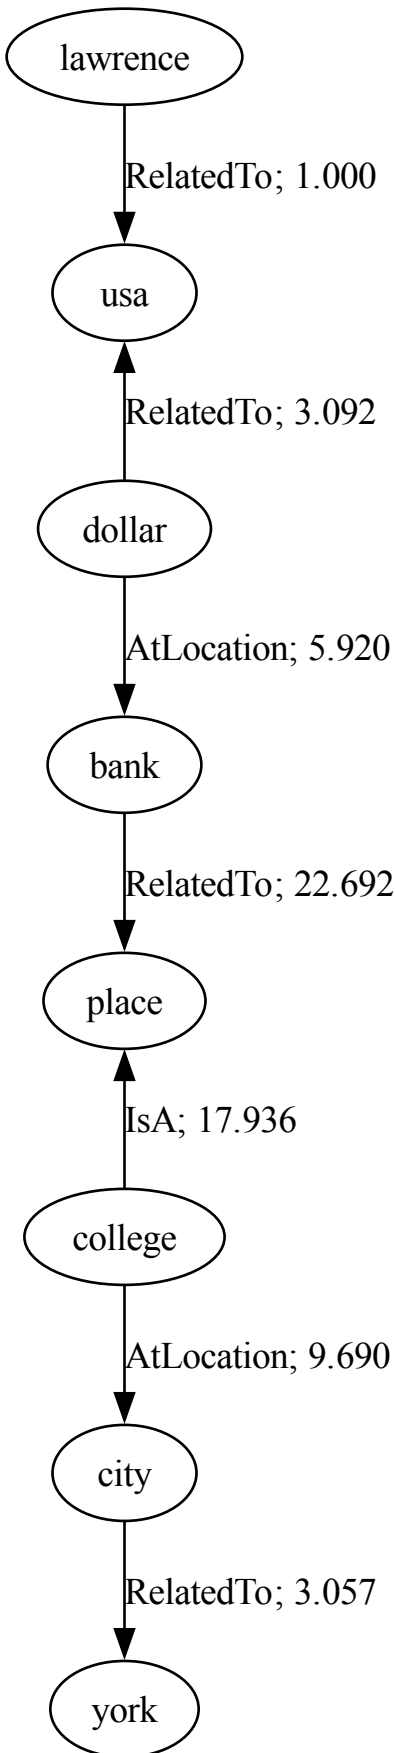 lawrence
RelatedTo; 1.000
usa
RelatedTo; 3.092
dollar
AtLocation; 5.920
bank
RelatedTo; 22.692
place
IsA; 17.936
college
AtLocation; 9.690
city
RelatedTo; 3.057
york